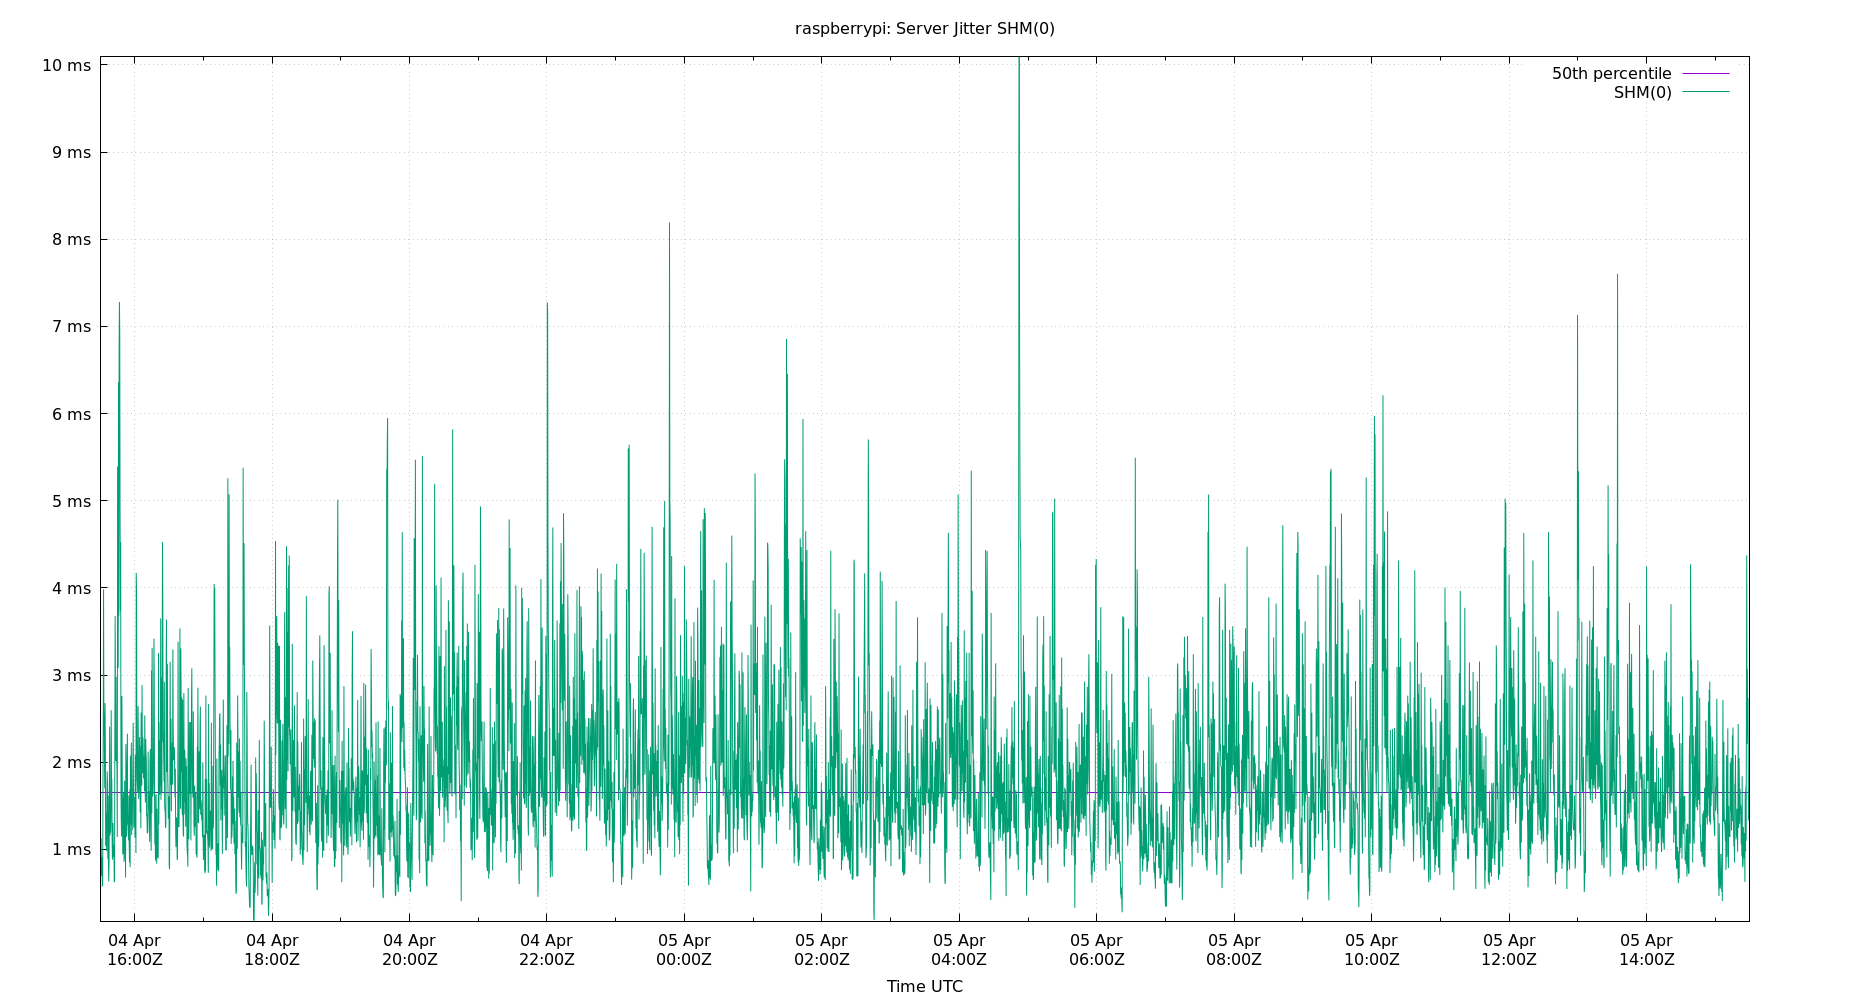 raspberrypi: Server Jitter SHM(0)
10 ms
9 ms
8 ms
7 ms
6 ms
5 ms
4 ms
3 ms
2 ms
1 ms
50th percentile
SHM(0)
04 Apr 04 Apr 04 Apr 04 Apr 05 Apr 05 Apr 05 Apr 05 Apr 05 Apr 05 Apr 05 Apr 05 Apr
16:00Z 18:00Z 20:00Z 22:00Z 00:00Z 02:00Z 04:00Z 06:00Z 08:00Z 10:00Z 12:00Z 14:00Z
Time UTC